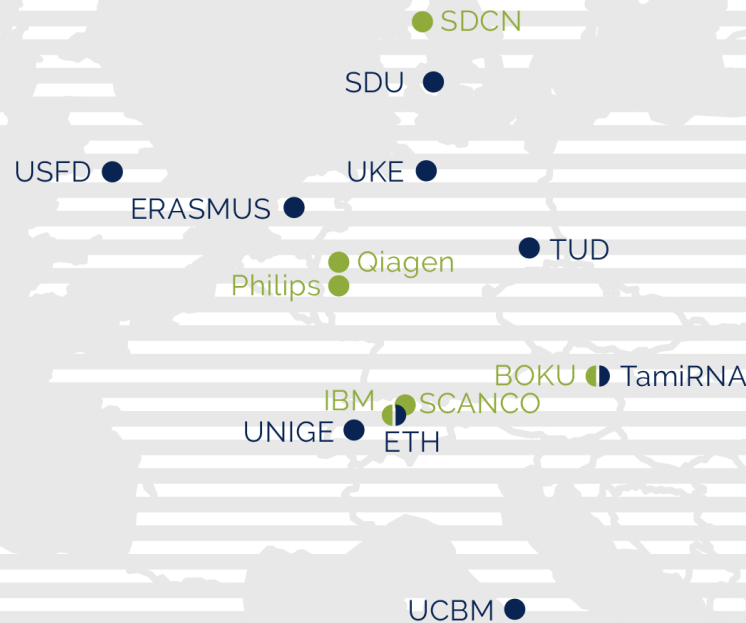 SDCN
SDU
USFD
UKE
ERASMUS
TUD
Qiagen
Philips
BOKU
TamiRNA
IBM
SCANCO
UNIGE
ETH
UCBM